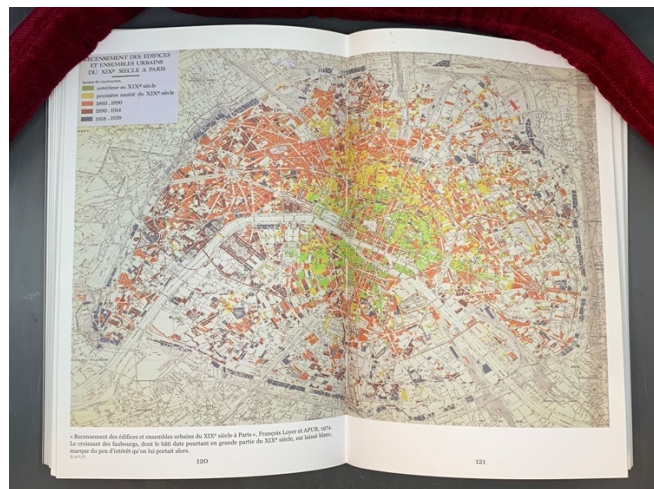 RECENSEMENT DES EDIFICES
ET ENSEMBLES URBAINS
DU XIXe SIECLE A PARIS
antérieur au XIXe siècle
première moitié du XIXe siècle
1860 - 1890
1890 - 1914
1918 - 1939
« Recensement des édifices et ensembles urbains du XIXe siècle à Paris », François Loyer et APUR, 1974.
Le croissant des faubourgs, dont le bâti date pourtant en grande partie du XIXe siècle, est laissé blanc,
marque du peu d'intérêt qu'on lui portait alors.
© APUR
120
121